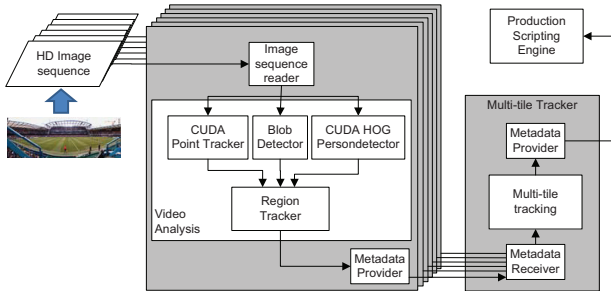 HD Image
sequence
Image
sequence
reader
CUDA
Point Tracker
Blob
Detector
CUDA HOG
Persondetector
Region
Tracker
Video
Analysis
Metadata
Provider
Production
Scripting
Engine
Multi-tile Tracker
Metadata
Provider
Multi-tile
tracking
Metadata
Receiver